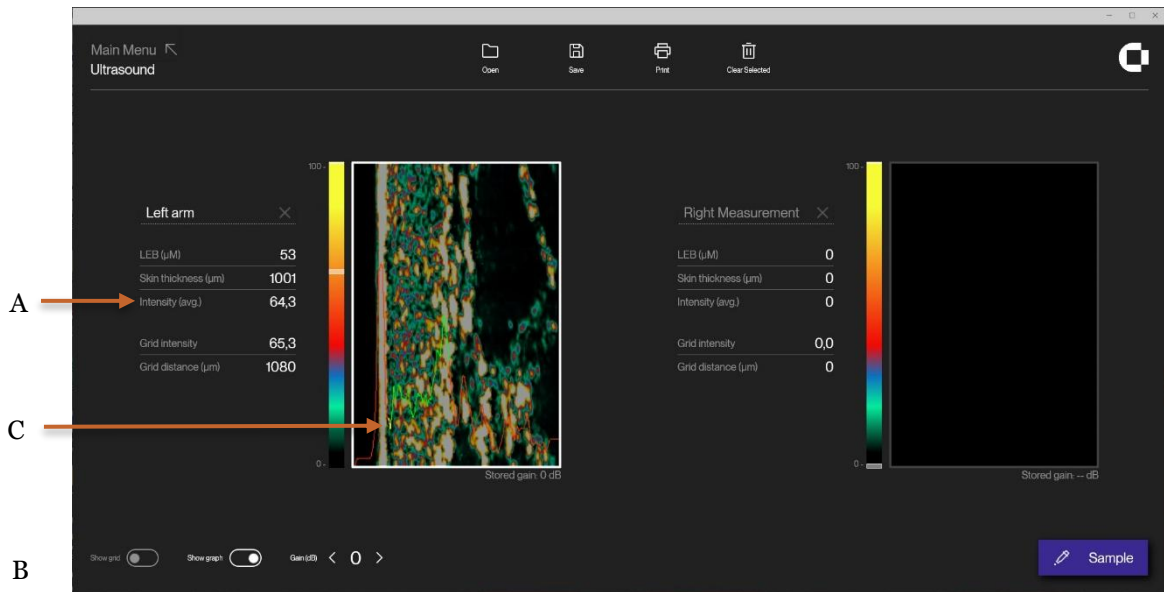 Main Menu
Ultrasound
Open
Save
Print
Clear Selected
100 -
Left arm
LEB (µM) 53
Skin thickness (µm) 1001
Intensity (avg.) 64,3
Grid intensity 65,3
Grid distance (µm) 1080
0 -
Stored gain: 0 dB
100 -
Right Measurement
LEB (µM) 0
Skin thickness (µm) 0
Intensity (avg.) 0
Grid intensity 0,0
Grid distance (µm) 0
0 -
Stored gain: -- dB
A
C
B
Show grid
Show graph
Gain (dB) < 0 >
Sample